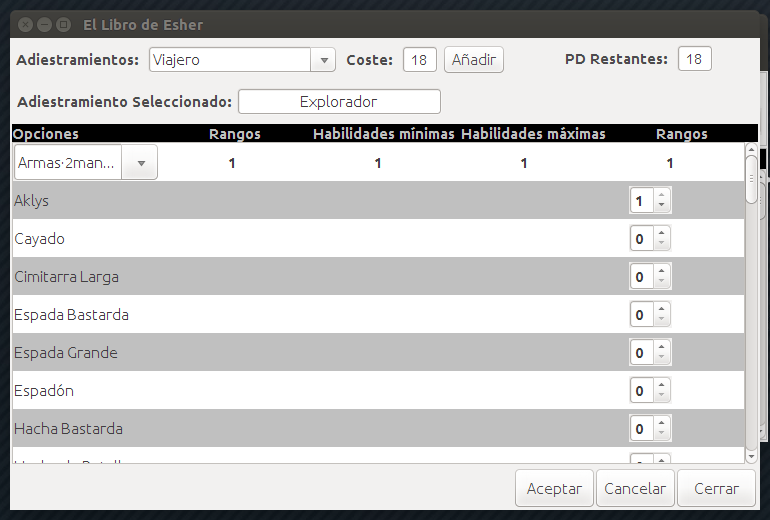 El Libro de Esher
Adiestramientos: Viajero Coste: 18 Añadir PD Restantes: 18
Adiestramiento Seleccionado: Explorador
Opciones Rangos Habilidades mínimas Habilidades máximas Rangos
Armas·2man... 1 1 1 1
Aklys 1
Cayado 0
Cimitarra Larga 0
Espada Bastarda 0
Espada Grande 0
Espadón 0
Hacha Bastarda 0
Aceptar Cancelar Cerrar